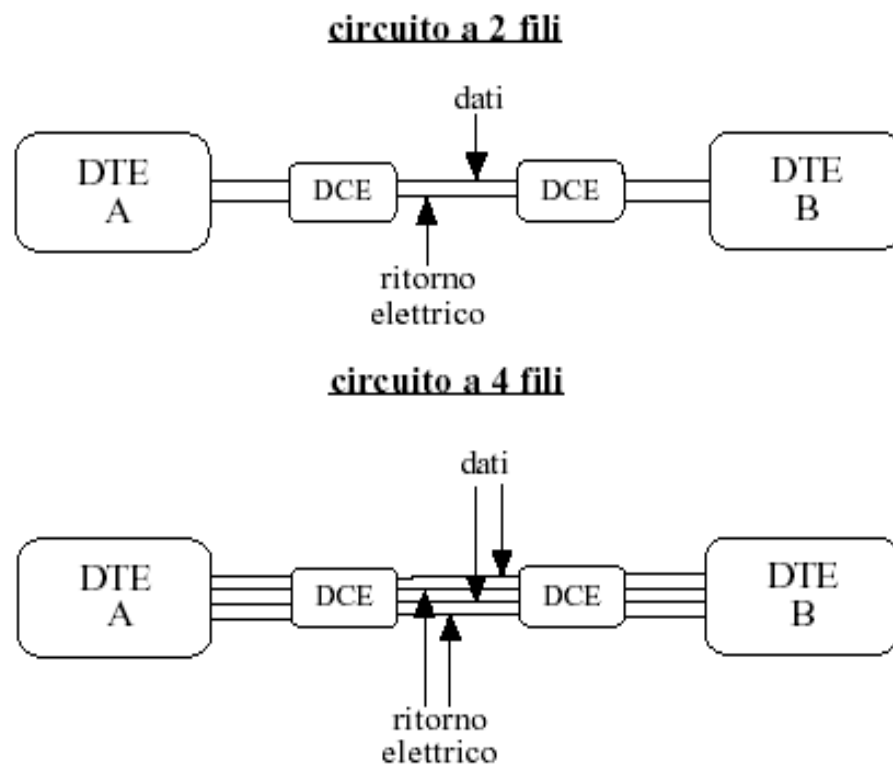 circuito a 2 fili
dati
DTE
A
DCE
DCE
DTE
B
ritorno
elettrico
circuito a 4 fili
dati
DTE
A
DCE
DCE
DTE
B
ritorno
elettrico